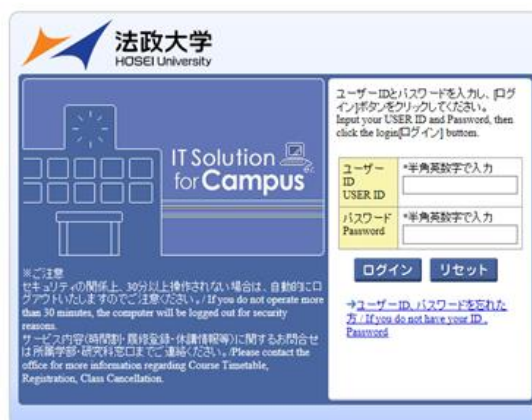 法政大学
HOSEI University
IT Solution
for Campus
※ご注意
セキュリティの関係上、30分以上操作されない場合は、自動的にロ
グアウトいたしますのでご注意ください。/ If you do not operate more
than 30 minutes, the computer will be logged out for security
reasons.
サービス内容(時間割・履修登録・休講情報等)に関するお問合せ
は所属学部・研究科窓口までご連絡ください。/Please contact the
office for more information regarding Course Timetable,
Registration, Class Cancellation.
ユーザーIDとパスワードを入力し、[ログ
イン]ボタンをクリックしてください。
Input your USER ID and Password, then
click the login[ログイン] buttom.
ユーザー
ID
USER ID
*半角英数字で入力
パスワード
Password
*半角英数字で入力
ログイン リセット
→ユーザーID、パスワードを忘れた
方 / If you do not have your ID 、
Password